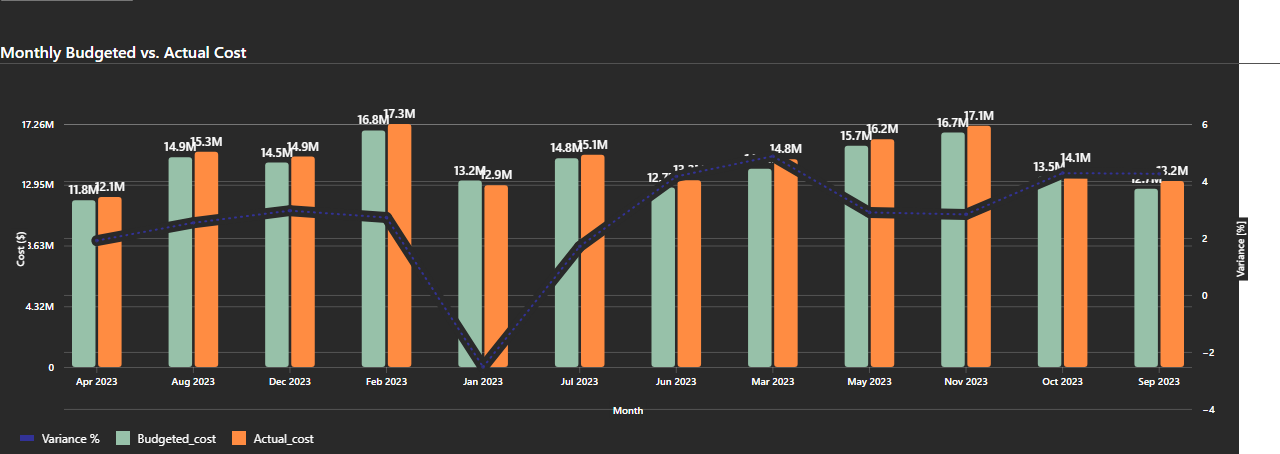 Monthly Budgeted vs. Actual Cost
17.26M
12.95M
3.63M
4.32M
0
Cost ($)
11.8M 12.1M
14.9M 15.3M
14.5M 14.9M
16.8M 17.3M
13.2M 12.9M
14.8M 15.1M
14.8M
15.7M 16.2M
16.7M 17.1M
13.5M 14.1M
6
4
2
0
−2
−4
Variance (%)
Apr 2023 Aug 2023 Dec 2023 Feb 2023 Jan 2023 Jul 2023 Jun 2023 Mar 2023 May 2023 Nov 2023 Oct 2023 Sep 2023
Month
Variance % Budgeted_cost Actual_cost